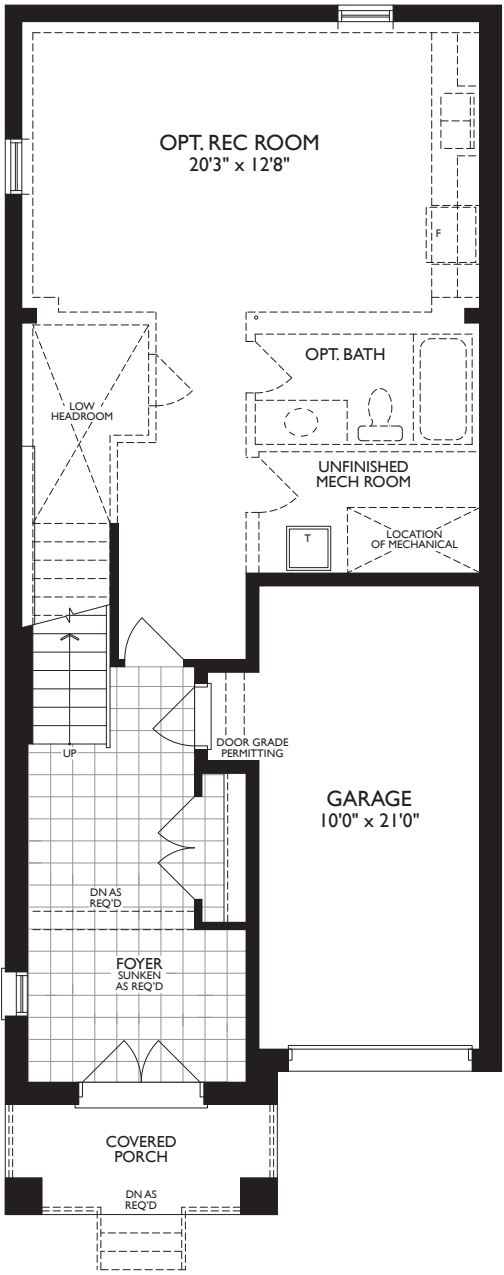 OPT. REC ROOM
20'3" x 12'8"
F
OPT. BATH
LOW
HEADROOM
UNFINISHED
MECH ROOM
T
LOCATION
OF MECHANICAL
UP
DOOR GRADE
PERMITTING
GARAGE
10'0" x 21'0"
DN AS
REQ'D
FOYER
SUNKEN
AS REQ'D
COVERED
PORCH
DN AS
REQ'D